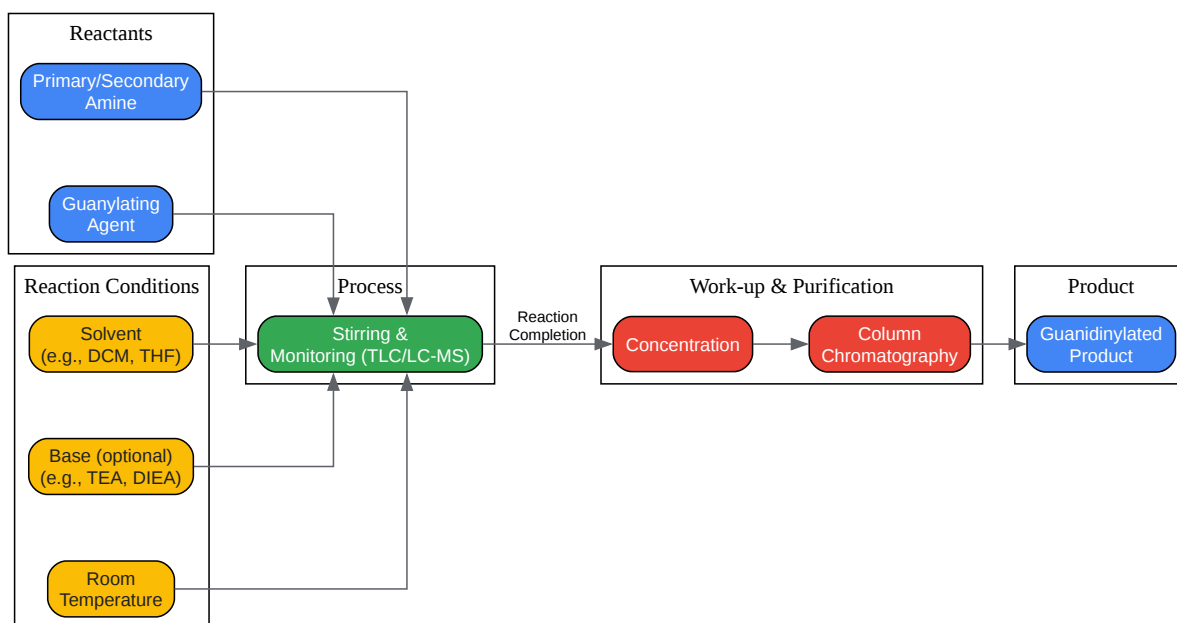 Reactants
Primary/Secondary
Amine
Guanylating
Agent
Reaction Conditions
Solvent
(e.g., DCM, THF)
Base (optional)
(e.g., TEA, DIEA)
Room
Temperature
Process
Stirring &
Monitoring (TLC/LC-MS)
Reaction
Completion
Work-up & Purification
Concentration
Column
Chromatography
Product
Guanidinylated
Product